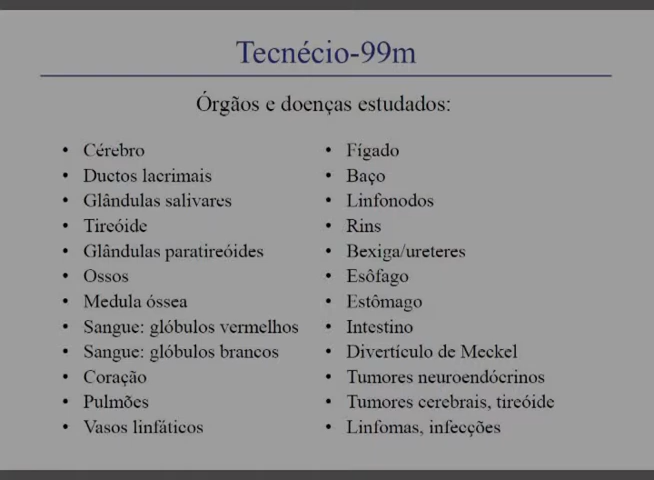 Tecnécio-99m
Órgãos e doenças estudados:
• Cérebro
• Ductos lacrimais
• Glândulas salivares
• Tireóide
• Glândulas paratireóides
• Ossos
• Medula óssea
• Sangue: glóbulos vermelhos
• Sangue: glóbulos brancos
• Coração
• Pulmões
• Vasos linfáticos
• Fígado
• Baço
• Linfonodos
• Rins
• Bexiga/ureteres
• Esôfago
• Estômago
• Intestino
• Divertículo de Meckel
• Tumores neuroendócrinos
• Tumores cerebrais, tireóide
• Linfomas, infecções